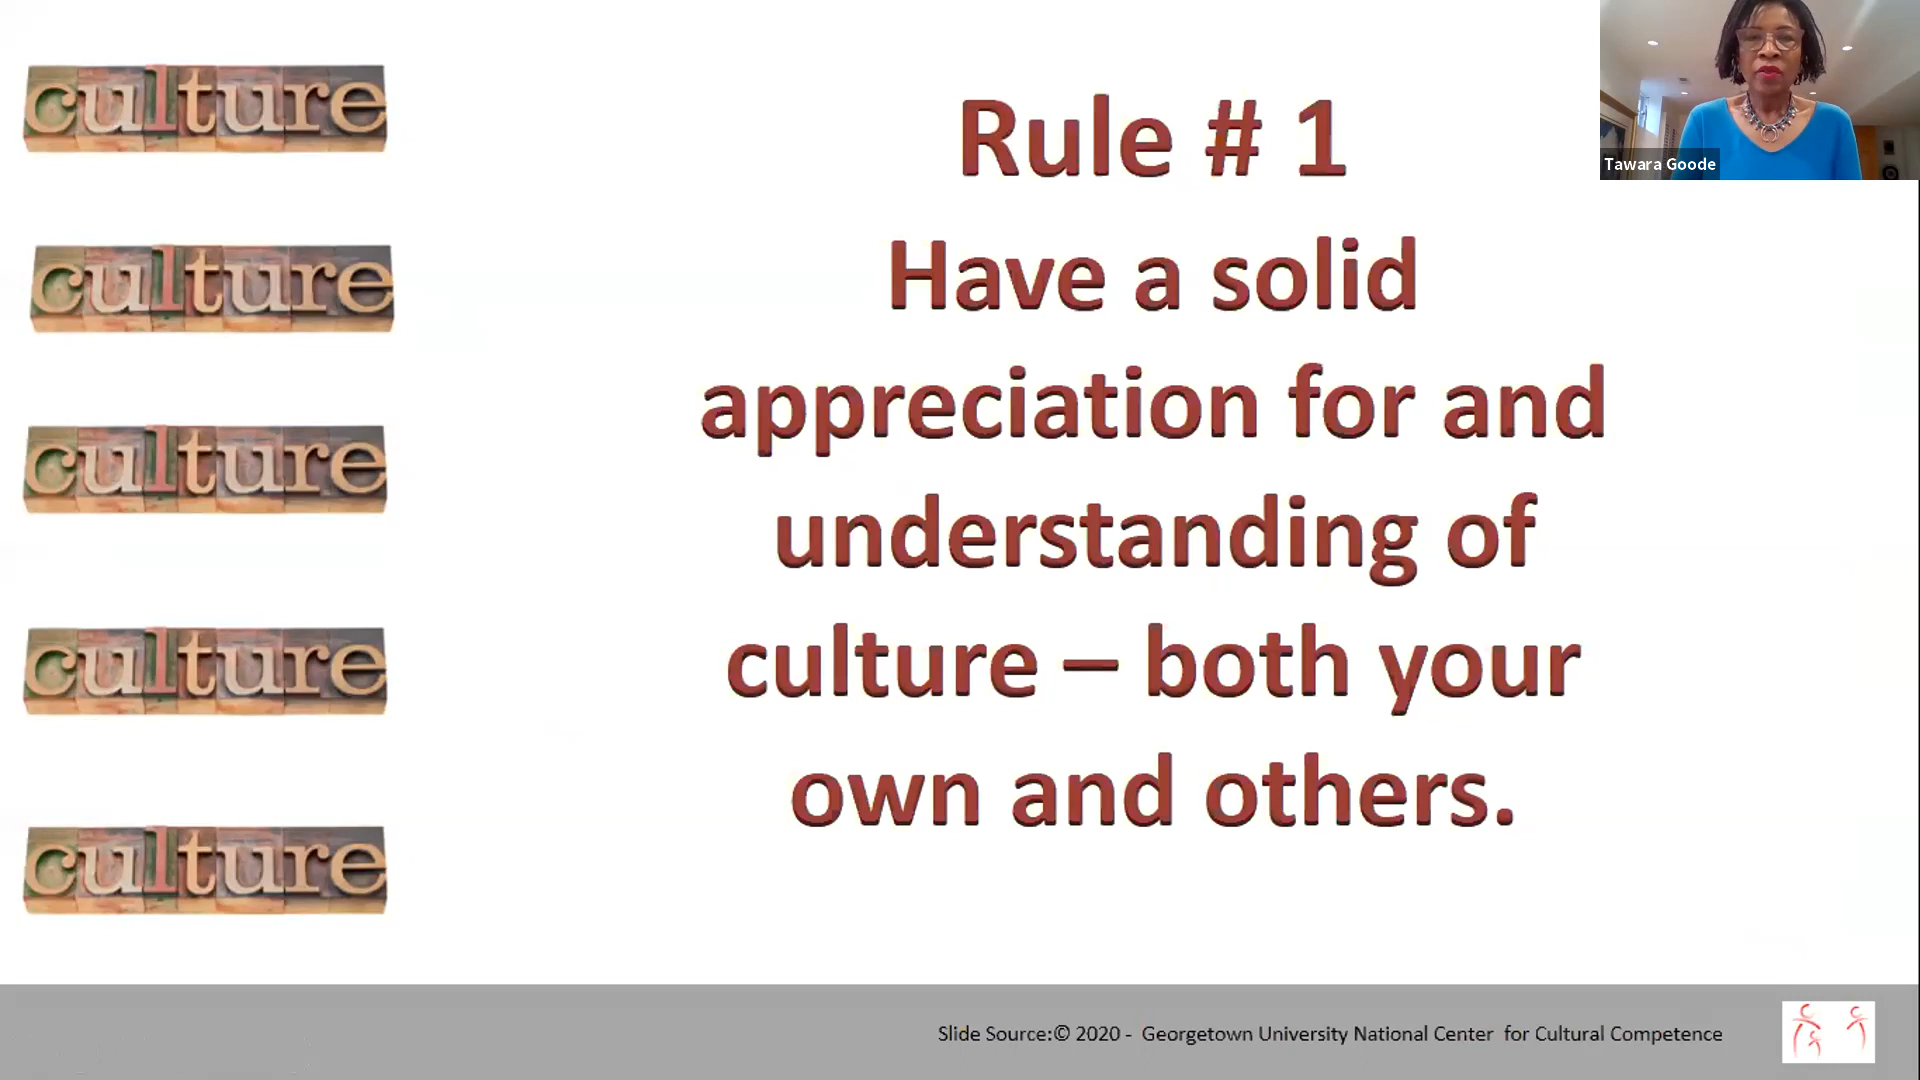 culture
culture
culture
culture
culture
Rule # 1
Have a solid
appreciation for and
understanding of
culture – both your
own and others.
Tawara Goode
Slide Source:© 2020 - Georgetown University National Center for Cultural Competence